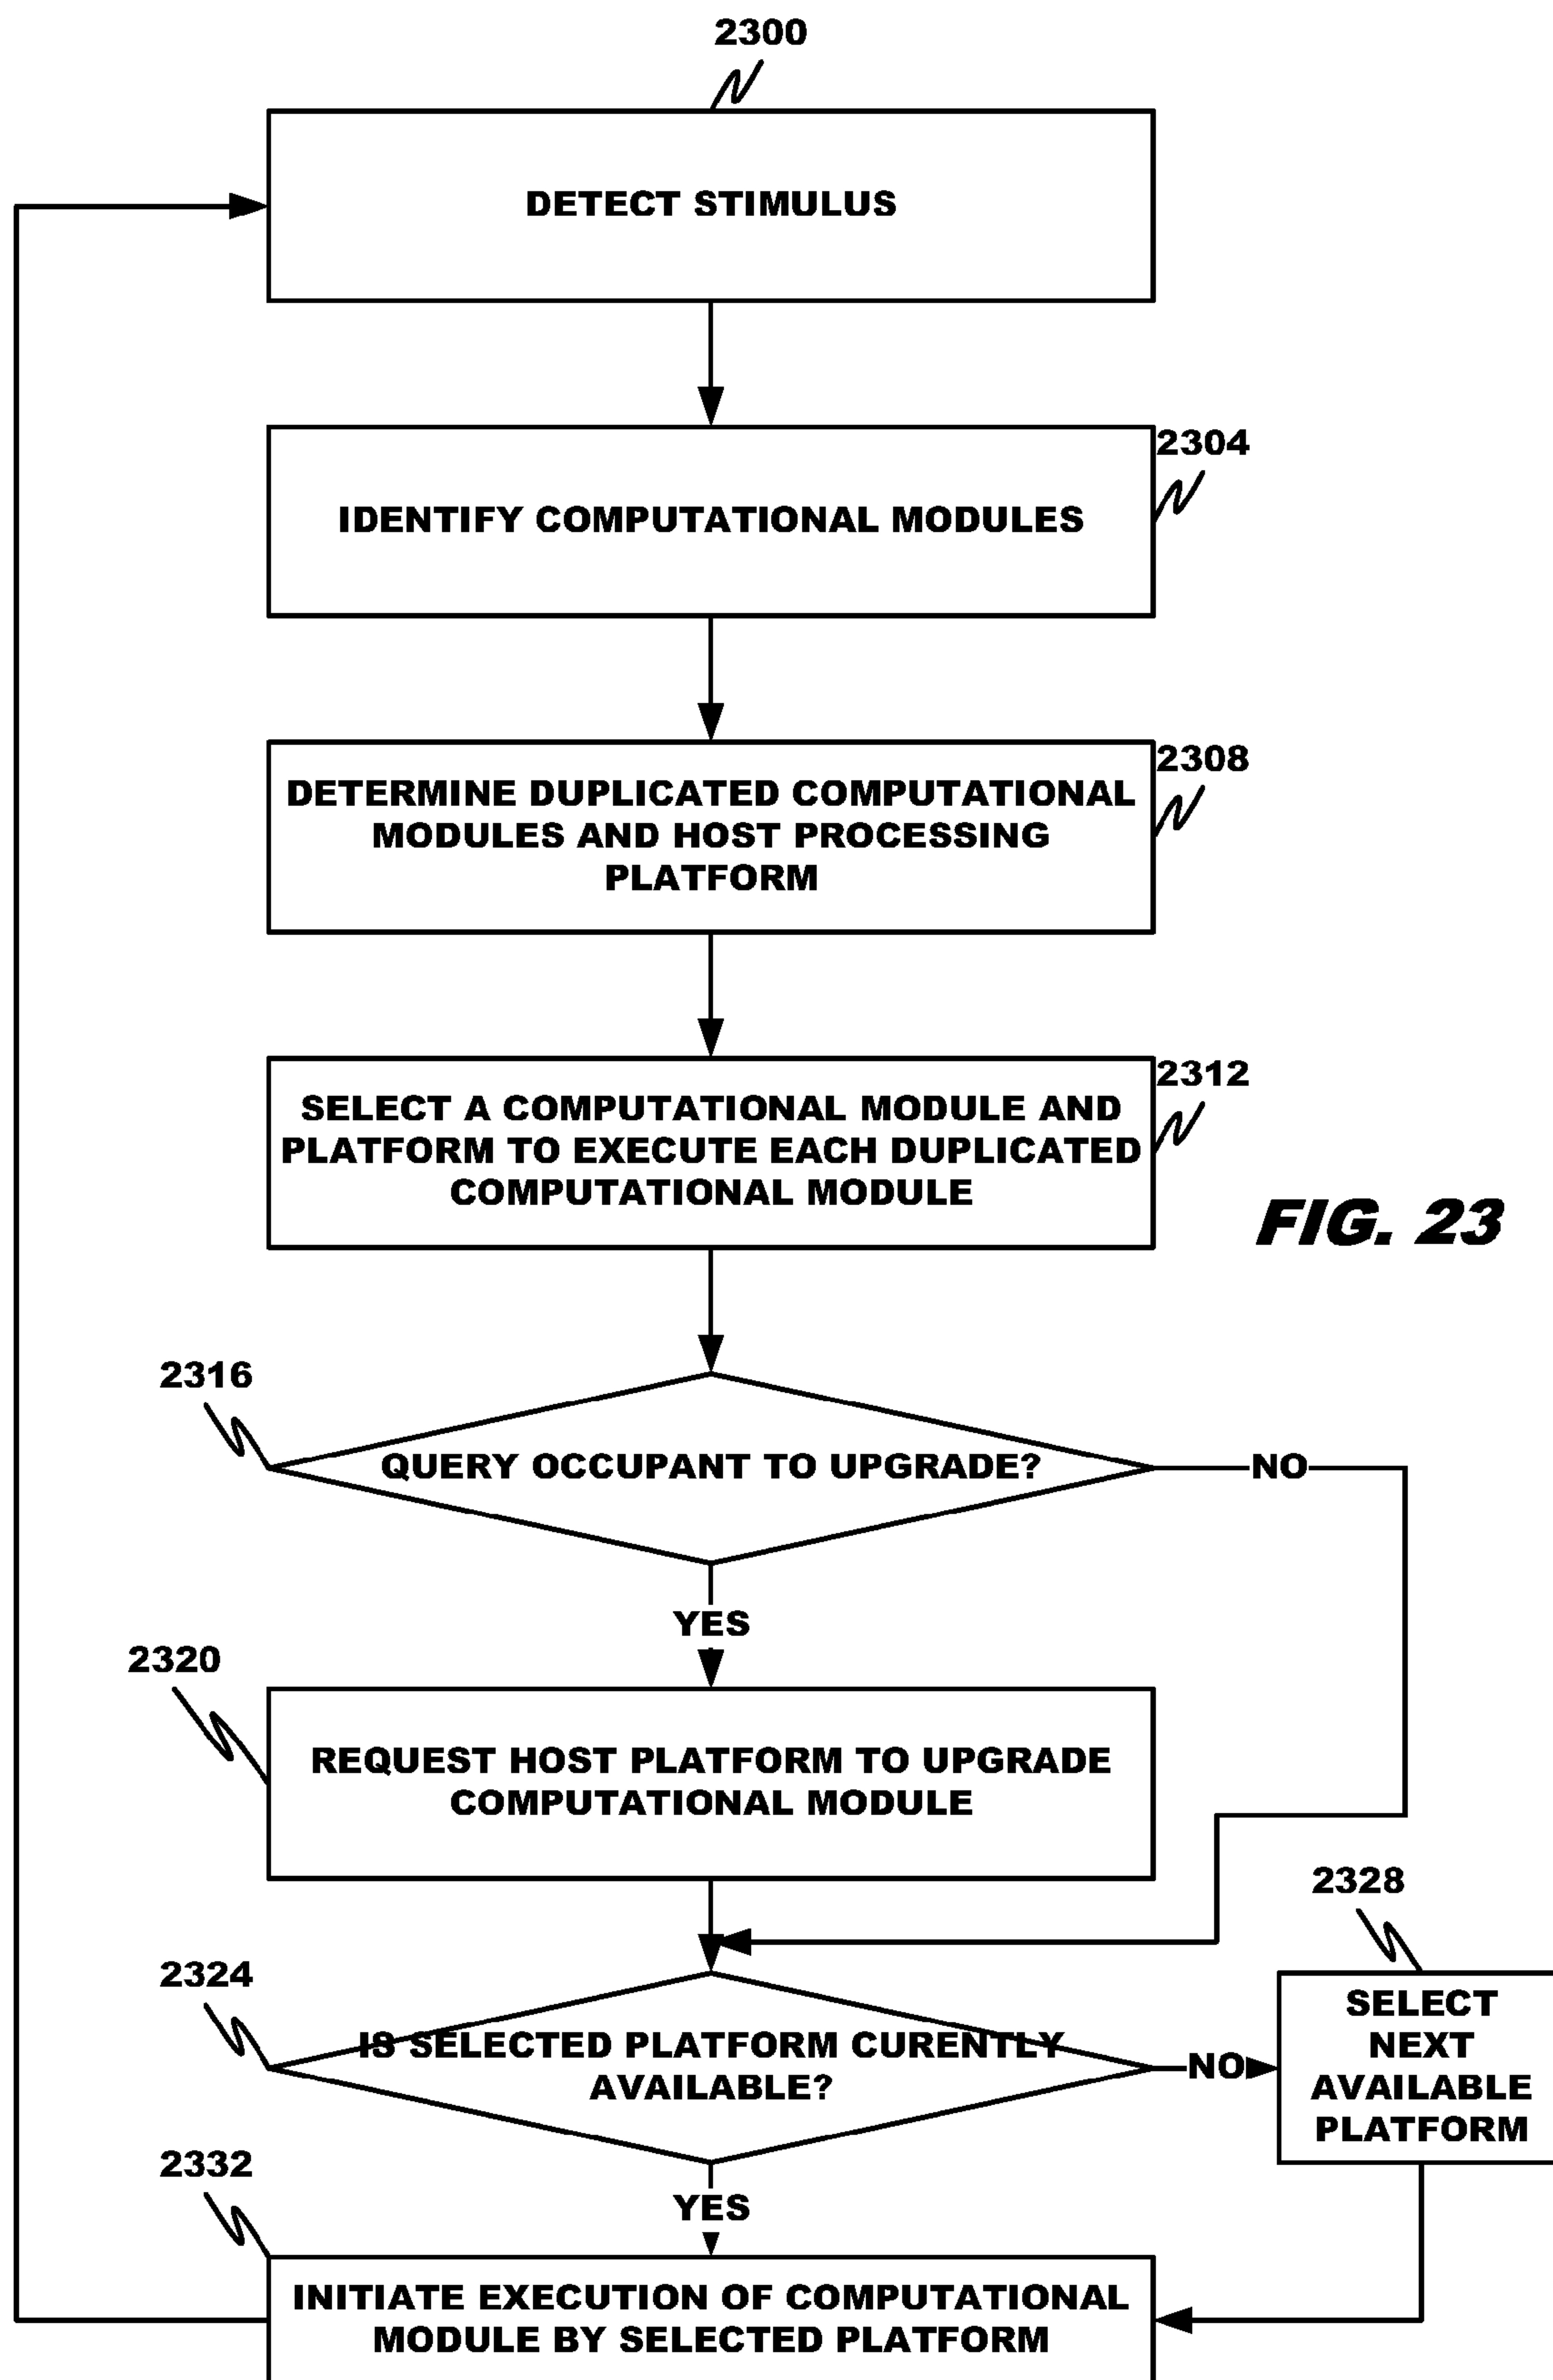 2300
DETECT STIMULUS
2304
IDENTIFY COMPUTATIONAL MODULES
2308
DETERMINE DUPLICATED COMPUTATIONAL
MODULES AND HOST PROCESSING
PLATFORM
2312
SELECT A COMPUTATIONAL MODULE AND
PLATFORM TO EXECUTE EACH DUPLICATED
COMPUTATIONAL MODULE
FIG. 23
2316
QUERY OCCUPANT TO UPGRADE?
NO
YES
2320
REQUEST HOST PLATFORM TO UPGRADE
COMPUTATIONAL MODULE
2328
2324
IS SELECTED PLATFORM CURENTLY
AVAILABLE?
NO
SELECT
NEXT
AVAILABLE
PLATFORM
YES
2332
INITIATE EXECUTION OF COMPUTATIONAL
MODULE BY SELECTED PLATFORM